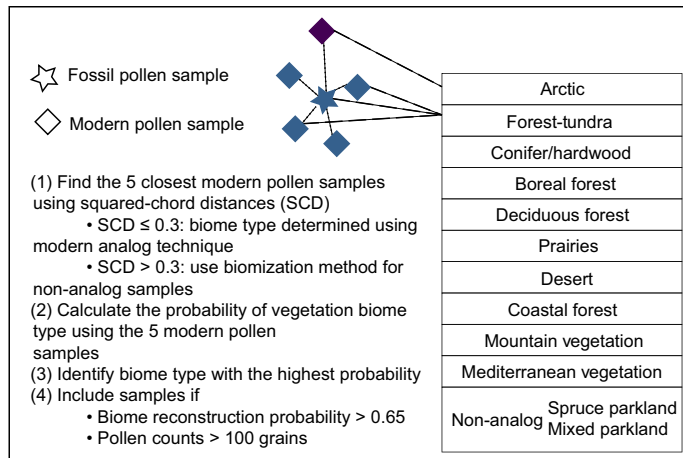 Fossil pollen sample
Modern pollen sample
(1) Find the 5 closest modern pollen samples
using squared-chord distances (SCD)
• SCD ≤ 0.3: biome type determined using
modern analog technique
• SCD > 0.3: use biomization method for
non-analog samples
(2) Calculate the probability of vegetation biome
type using the 5 modern pollen
samples
(3) Identify biome type with the highest probability
(4) Include samples if
• Biome reconstruction probability > 0.65
• Pollen counts > 100 grains
Arctic
Forest-tundra
Conifer/hardwood
Boreal forest
Deciduous forest
Prairies
Desert
Coastal forest
Mountain vegetation
Mediterranean vegetation
Non-analog
Spruce parkland
Mixed parkland